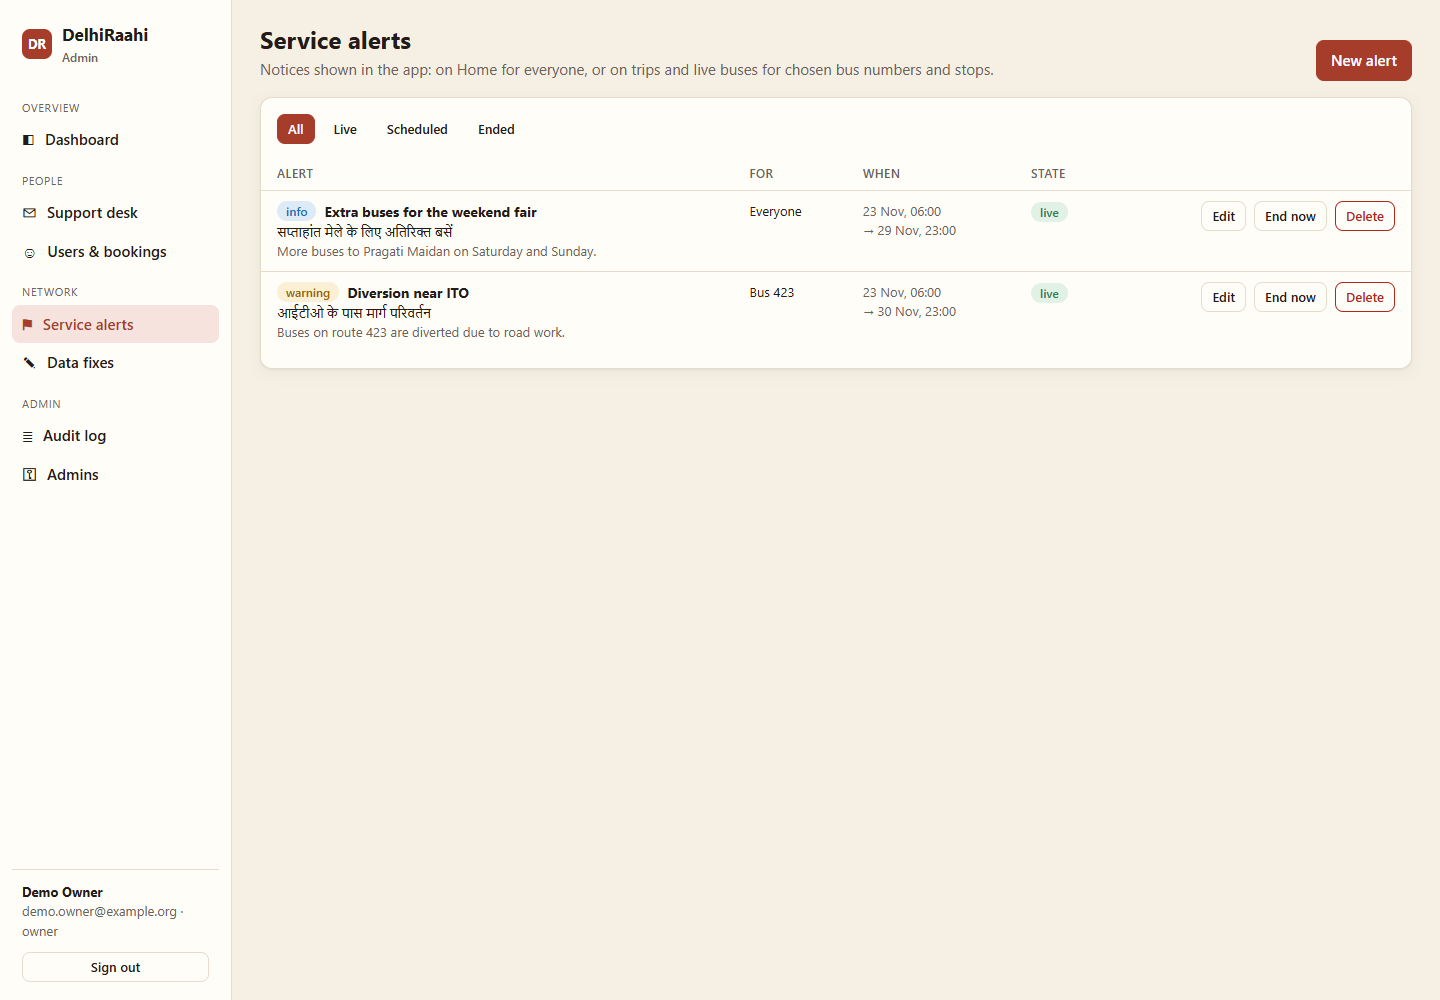 DR
DelhiRaahi
Admin
OVERVIEW
Dashboard
PEOPLE
Support desk
Users & bookings
NETWORK
Service alerts
Data fixes
ADMIN
Audit log
Admins
Demo Owner
demo.owner@example.org ·
owner
Sign out
Service alerts
Notices shown in the app: on Home for everyone, or on trips and live buses for chosen bus numbers and stops.
New alert
All Live Scheduled Ended
ALERT FOR WHEN STATE
info Extra buses for the weekend fair Everyone 23 Nov, 06:00 live Edit End now Delete
सप्ताहांत मेले के लिए अतिरिक्त बसें → 29 Nov, 23:00
More buses to Pragati Maidan on Saturday and Sunday.
warning Diversion near ITO Bus 423 23 Nov, 06:00 live Edit End now Delete
आईटीओ के पास मार्ग परिवर्तन → 30 Nov, 23:00
Buses on route 423 are diverted due to road work.